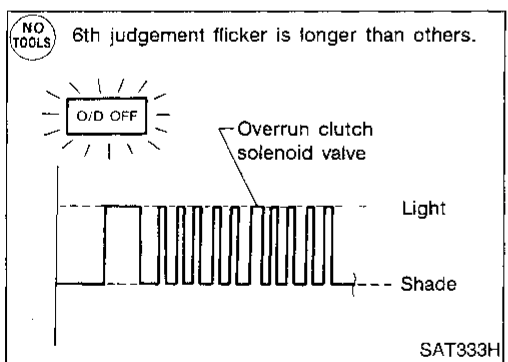 NO TOOLS
6th judgement flicker is longer than others.
O/D OFF
Overrun clutch
solenoid valve
Light
Shade
SAT333H